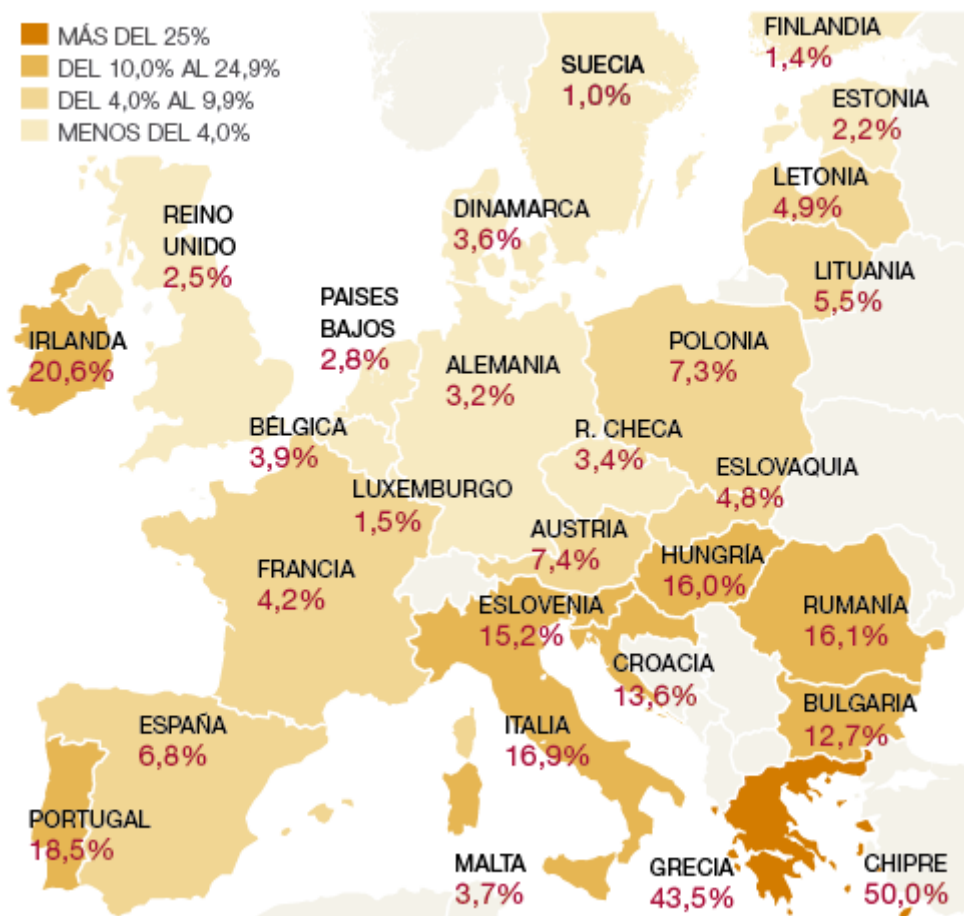 MÁS DEL 25%
DEL 10,0% AL 24,9%
DEL 4,0% AL 9,9%
MENOS DEL 4,0%
FINLANDIA
1,4%
SUECIA
1,0%
ESTONIA
2,2%
LETONIA
4,9%
DINAMARCA
3,6%
REINO
UNIDO
2,5%
LITUANIA
5,5%
PAISES
BAJOS
2,8%
IRLANDA
20,6%
POLONIA
7,3%
ALEMANIA
3,2%
BÉLGICA
3,9%
R. CHECA
3,4%
ESLOVAQUIA
4,8%
LUXEMBURGO
1,5%
AUSTRIA
7,4%
HUNGRÍA
16,0%
FRANCIA
4,2%
ESLOVENIA
15,2%
RUMANÍA
16,1%
CROACIA
13,6%
BULGARIA
12,7%
ESPAÑA
6,8%
ITALIA
16,9%
PORTUGAL
18,5%
MALTA
3,7%
GRECIA
43,5%
CHIPRE
50,0%